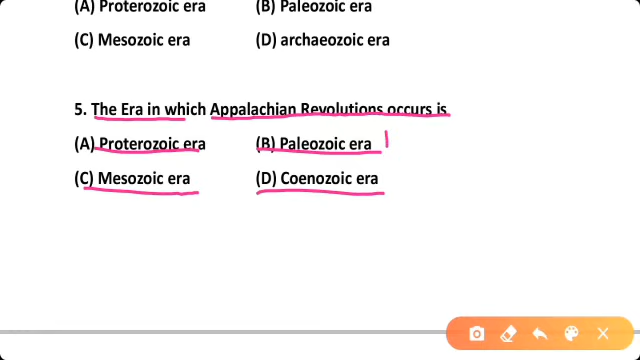 (A) Proterozoic era (B) Paleozoic era
(C) Mesozoic era (D) archaeozoic era
5. The Era in which Appalachian Revolutions occurs is
(A) Proterozoic era (B) Paleozoic era
(C) Mesozoic era (D) Coenozoic era